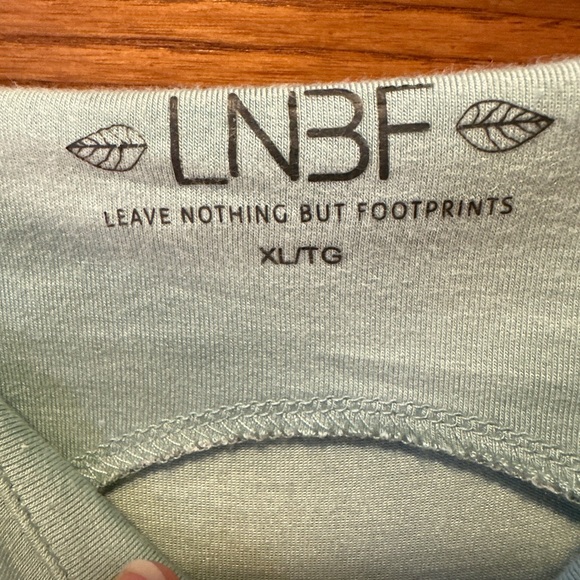 LNBF
LEAVE NOTHING BUT FOOTPRINTS
XL/TG